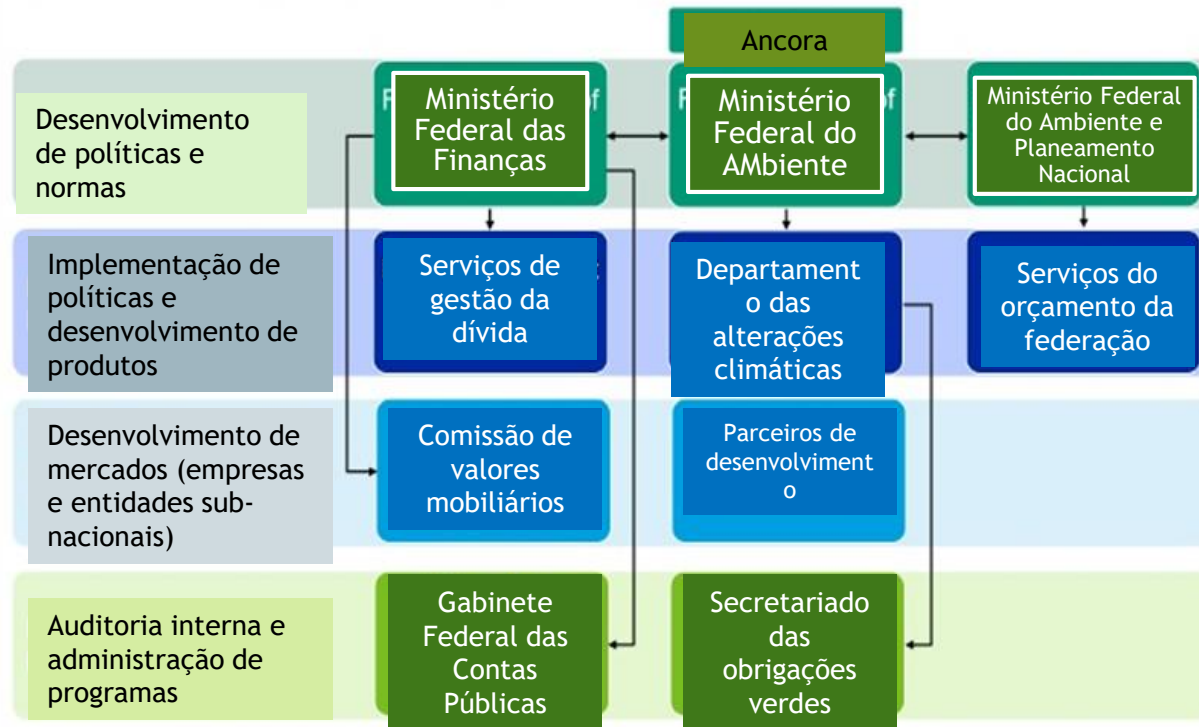 Ancora
Desenvolvimento
de políticas e
normas
Ministério
Federal das
Finanças
Ministério
Federal do
AMbiente
Ministério Federal
do Ambiente e
Planeamento
Nacional
Implementação de
políticas e
desenvolvimento de
produtos
Serviços de
gestão da
dívida
Departament
o das
alterações
climáticas
Serviços do
orçamento da
federação
Desenvolvimento de
mercados (empresas
e entidades sub-
nacionais)
Comissão de
valores
mobiliários
Parceiros de
desenvolviment
o
Auditoria interna e
administração de
programas
Gabinete
Federal das
Contas
Públicas
Secretariado
das
obrigações
verdes